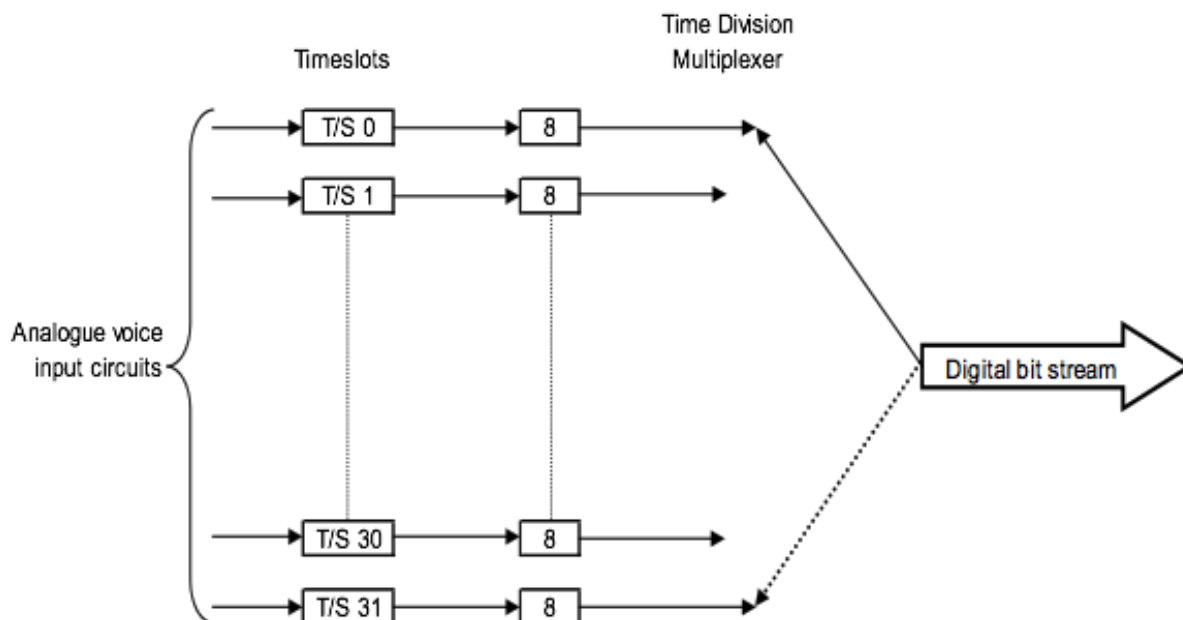 Time Division
Multiplexer
Timeslots
T/S 0
8
T/S 1
8
Analogue voice
input circuits
Digital bit stream
T/S 30
8
T/S 31
8